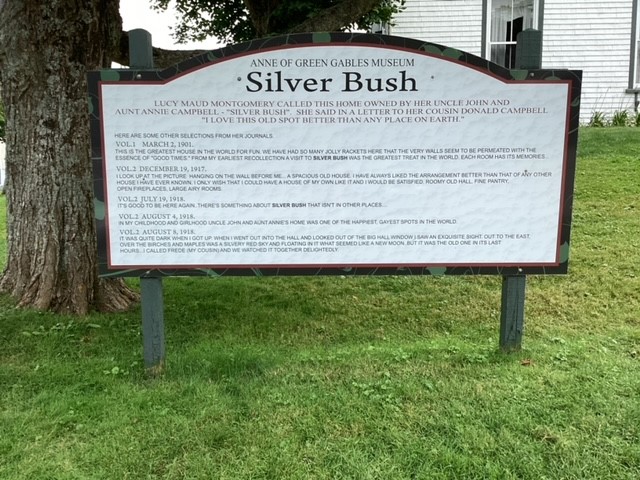 ANNE OF GREEN GABLES MUSEUM
Silver Bush
LUCY MAUD MONTGOMERY CALLED THIS HOME OWNED BY HER UNCLE JOHN AND
AUNT ANNIE CAMPBELL - "SILVER BUSH". SHE SAID IN A LETTER TO HER COUSIN DONALD CAMPBELL
"I LOVE THIS OLD SPOT BETTER THAN ANY PLACE ON EARTH."
HERE ARE SOME OTHER SELECTIONS FROM HER JOURNALS.
VOL.1 MARCH 2, 1901.
THIS IS THE GREATEST HOUSE IN THE WORLD FOR FUN. WE HAVE HAD SO MANY JOLLY RACKETS HERE THAT THE VERY WALLS SEEM TO BE PERMEATED WITH THE
ESSENCE OF "GOOD TIMES." FROM MY EARLIEST RECOLLECTION A VISIT TO SILVER BUSH WAS THE GREATEST TREAT IN THE WORLD. EACH ROOM HAS ITS MEMORIES...
VOL.2 DECEMBER 19, 1917.
I LOOK UP AT THE PICTURE HANGING ON THE WALL BEFORE ME... A SPACIOUS OLD HOUSE. I HAVE ALWAYS LIKED THE ARRANGEMENT BETTER THAN THAT OF ANY OTHER
HOUSE I HAVE EVER KNOWN. I ONLY WISH THAT I COULD HAVE A HOUSE OF MY OWN LIKE IT AND I WOULD BE SATISFIED. ROOMY OLD HALL, FINE PANTRY,
OPEN FIREPLACES, LARGE AIRY ROOMS.
VOL.2 JULY 19, 1918.
IT'S GOOD TO BE HERE AGAIN. THERE'S SOMETHING ABOUT SILVER BUSH THAT ISN'T IN OTHER PLACES...
VOL.2 AUGUST 4, 1918.
IN MY CHILDHOOD AND GIRLHOOD UNCLE JOHN AND AUNT ANNIE'S HOME WAS ONE OF THE HAPPIEST, GAYEST SPOTS IN THE WORLD.
VOL.2 AUGUST 8, 1918.
IT WAS QUITE DARK WHEN I GOT UP. WHEN I WENT OUT INTO THE HALL AND LOOKED OUT OF THE BIG HALL WINDOW ,I SAW AN EXQUISITE SIGHT. OUT TO THE EAST,
OVER THE BIRCHES AND MAPLES WAS A SILVERY RED SKY AND FLOATING IN IT WHAT SEEMED LIKE A NEW MOON, BUT IT WAS THE OLD ONE IN ITS LAST
HOURS...I CALLED FREDE (MY COUSIN) AND WE WATCHED IT TOGETHER DELIGHTEDLY.